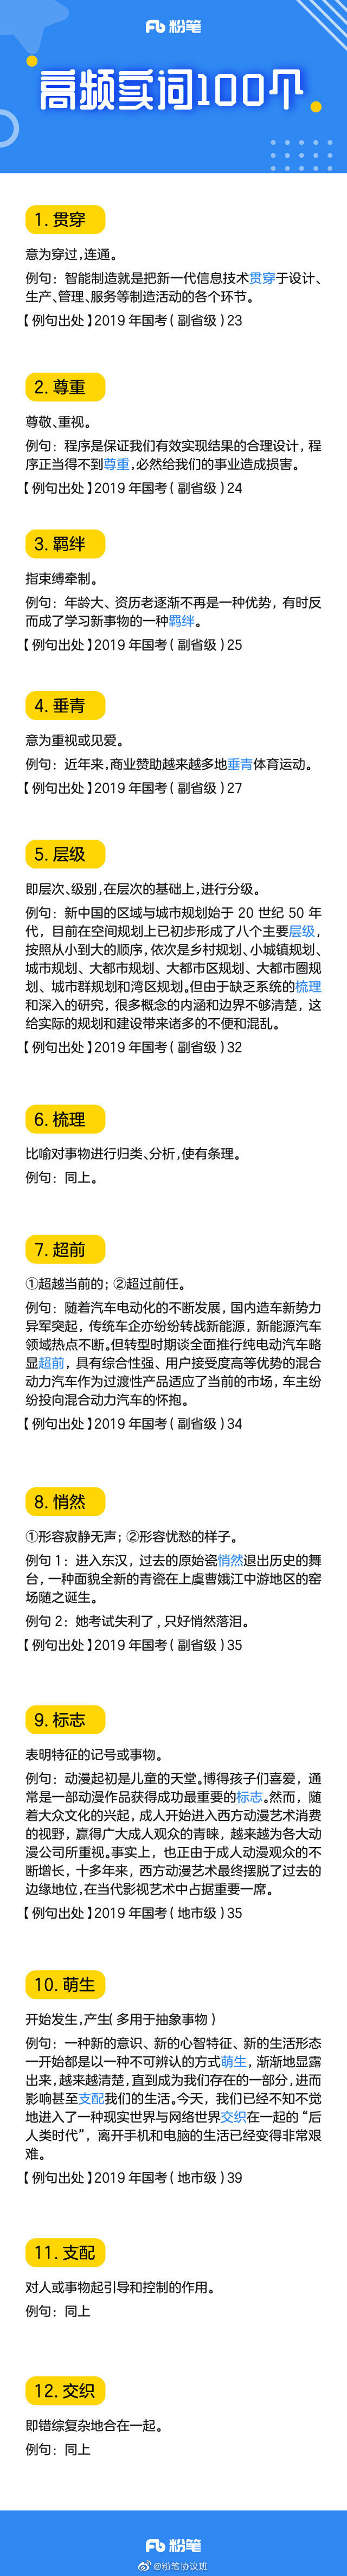 粉笔
高频实词100个
1. 贯穿
意为穿过,连通。
例句：智能制造就是把新一代信息技术贯穿于设计、
生产、管理、服务等制造活动的各个环节。
【例句出处】2019 年国考（副省级）23
2. 尊重
尊敬、重视。
例句：程序是保证我们有效实现结果的合理设计，程
序正当得不到尊重,必然给我们的事业造成损害。
【例句出处】2019 年国考（副省级）24
3. 羁绊
指束缚牵制。
例句：年龄大、资历老逐渐不再是一种优势，有时反
而成了学习新事物的一种羁绊。
【例句出处】2019 年国考（副省级）25
4. 垂青
意为重视或见爱。
例句：近年来,商业赞助越来越多地垂青体育运动。
【例句出处】2019 年国考（副省级）27
5. 层级
即层次、级别,在层次的基础上,进行分级。
例句：新中国的区域与城市规划始于 20 世纪 50 年
代，目前在空间规划上已初步形成了八个主要层级，
按照从小到大的顺序,依次是乡村规划、小城镇规划、
城市规划、大都市规划、大都市区规划、大都市圈规
划、城市群规划和湾区规划。但由于缺乏系统的梳理
和深入的研究，很多概念的内涵和边界不够清楚，这
给实际的规划和建设带来诸多的不便和混乱。
【例句出处】2019 年国考（副省级）32
6. 梳理
比喻对事物进行归类、分析,使有条理。
例句：同上。
7. 超前
①超越当前的；②超过前任。
例句：随着汽车电动化的不断发展，国内造车新势力
异军突起，传统车企亦纷纷转战新能源，新能源汽车
领域热点不断。但转型时期谈全面推行纯电动汽车略
显超前，具有综合性强、用户接受度高等优势的混合
动力汽车作为过渡性产品适应了当前的市场，车主纷
纷投向混合动力汽车的怀抱。
【例句出处】2019 年国考（副省级）34
8. 悄然
①形容寂静无声；②形容忧愁的样子。
例句 1：进入东汉，过去的原始瓷悄然退出历史的舞
台，一种面貌全新的青瓷在上虞曹娥江中游地区的窑
场随之诞生。
例句 2：她考试失利了，只好悄然落泪。
【例句出处】2019 年国考（副省级）35
9. 标志
表明特征的记号或事物。
例句：动漫起初是儿童的天堂。博得孩子们喜爱，通
常是一部动漫作品获得成功最重要的标志。然而，随
着大众文化的兴起，成人开始进入西方动漫艺术消费
的视野，赢得广大成人观众的青睐，越来越为各大动
漫公司所重视。事实上，也正由于成人动漫观众的不
断增长，十多年来，西方动漫艺术最终摆脱了过去的
边缘地位,在当代影视艺术中占据重要一席。
【例句出处】2019 年国考（地市级）35
10. 萌生
开始发生,产生（多用于抽象事物）
例句：一种新的意识、新的心智特征、新的生活形态
一开始都是以一种不可辨认的方式萌生，渐渐地显露
出来,越来越清楚,直到成为我们存在的一部分,进而
影响甚至支配我们的生活。今天，我们已经不知不觉
地进入了一种现实世界与网络世界交织在一起的“后
人类时代”，离开手机和电脑的生活已经变得非常艰
难。
【例句出处】2019 年国考（地市级）39
11. 支配
对人或事物起引导和控制的作用。
例句：同上
12. 交织
即错综复杂地合在一起。
例句：同上
粉笔
@粉笔协议班